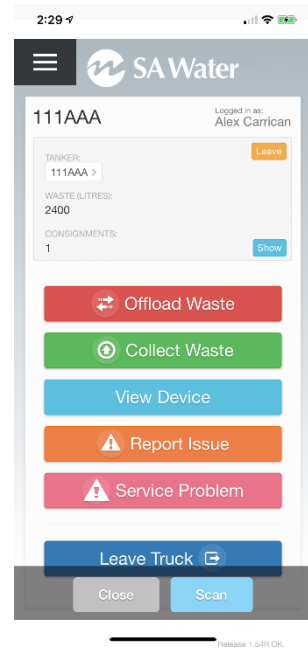 2:29
SA Water
111AAA
Logged in as:
Alex Carrican
TANKER:
Leave
111AAA >
WASTE (LITRES):
2400
CONSIGNMENTS:
1
Show
Offload Waste
Collect Waste
View Device
Report Issue
Service Problem
Leave Truck
Close
Scan
Release 1.54R OK.